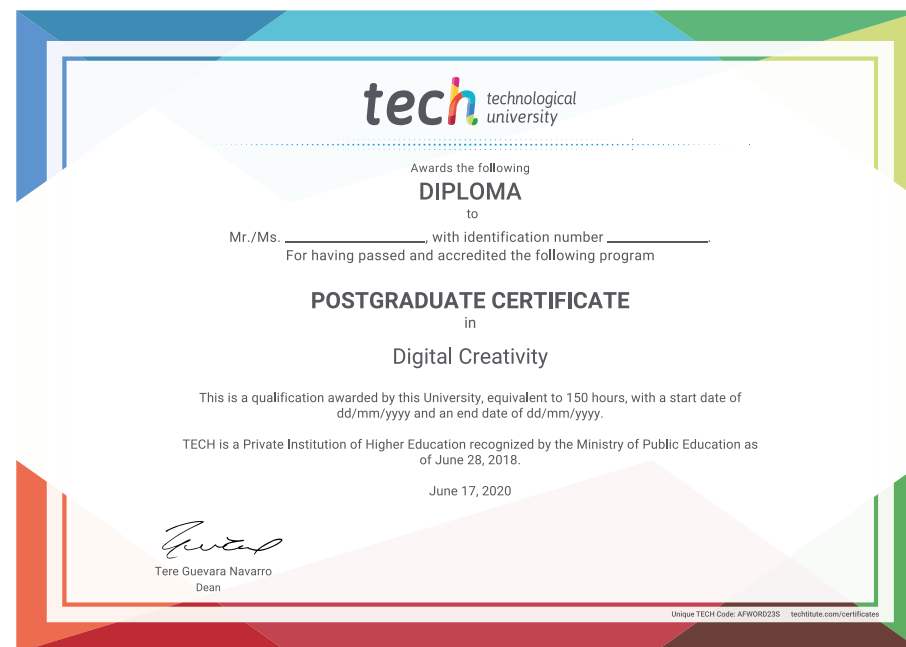 tech technological
university
Awards the following
DIPLOMA
to
Mr./Ms. ____________________, with identification number ______________.
For having passed and accredited the following program
POSTGRADUATE CERTIFICATE
in
Digital Creativity
This is a qualification awarded by this University, equivalent to 150 hours, with a start date of
dd/mm/yyyy and an end date of dd/mm/yyyy.
TECH is a Private Institution of Higher Education recognized by the Ministry of Public Education as
of June 28, 2018.
June 17, 2020
Tere Guevara Navarro
Dean
Unique TECH Code: AFWORD23S techtitute.com/certificates